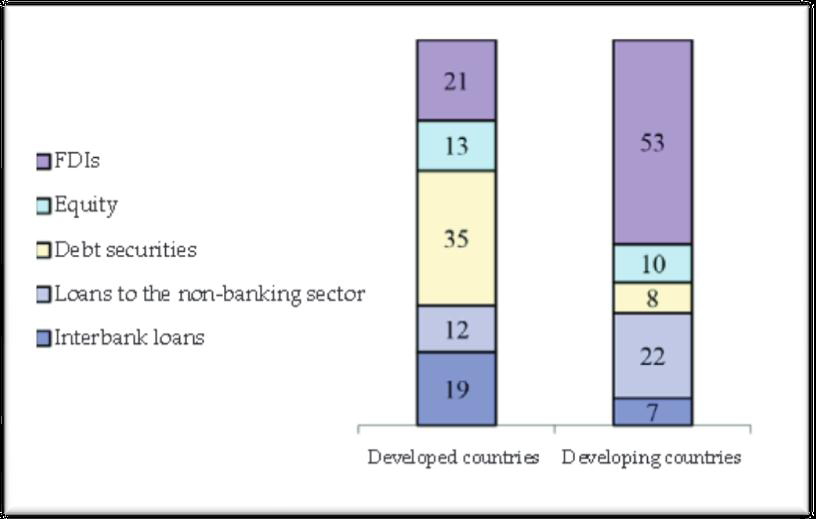 FDIs
Equity
Debt securities
Loans to the non-banking sector
Interbank loans
21
13
35
12
19
53
10
8
22
7
Developed countries
Developing countries